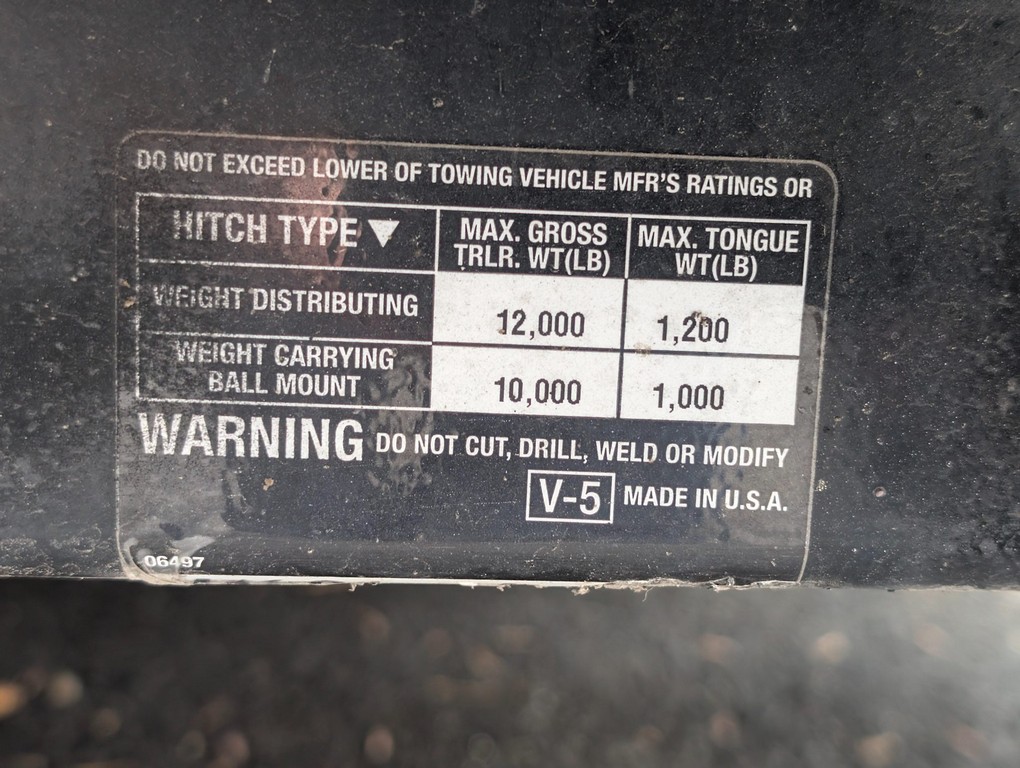 DO NOT EXCEED LOWER OF TOWING VEHICLE MFR'S RATINGS OR
HITCH TYPE ▼
MAX. GROSS
TRLR. WT(LB)
MAX. TONGUE
WT(LB)
WEIGHT DISTRIBUTING
12,000
1,200
WEIGHT CARRYING
BALL MOUNT
10,000
1,000
WARNING DO NOT CUT, DRILL, WELD OR MODIFY
V-5 MADE IN U.S.A.
06497